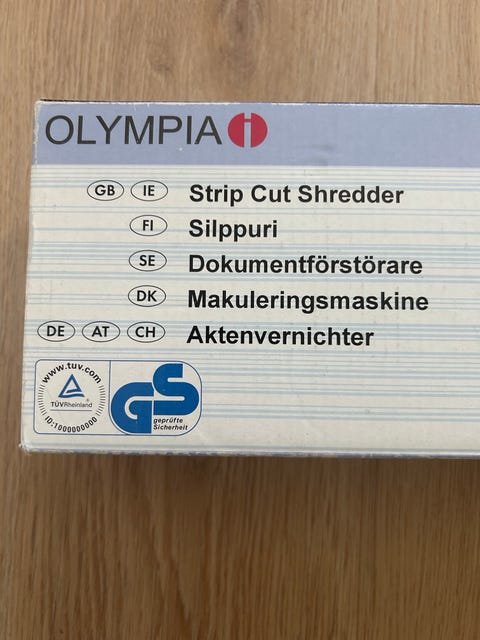 OLYMPIA i
GB IE Strip Cut Shredder
FI Silppuri
SE Dokumentförstörare
DK Makuleringsmaskine
DE AT CH Aktenvernichter
www.tuv.com
TÜVRheinland
ID:1000000000
GS
geprüfte
Sicherheit